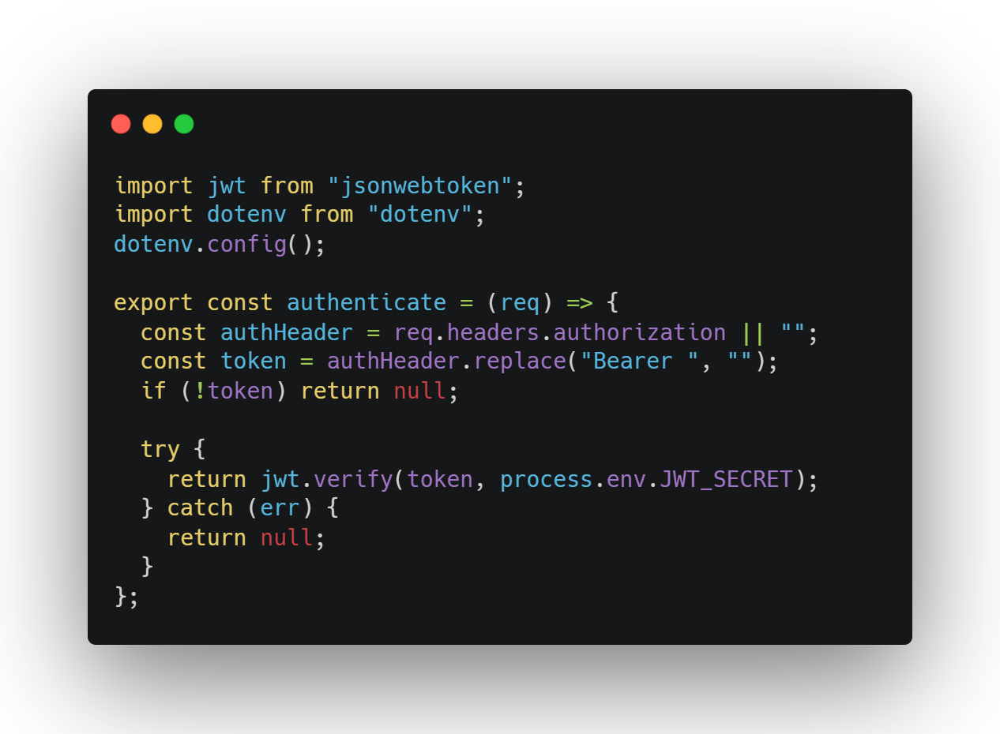 import jwt from "jsonwebtoken";
import dotenv from "dotenv";
dotenv.config();

export const authenticate = (req) => {
  const authHeader = req.headers.authorization || "";
  const token = authHeader.replace("Bearer ", "");
  if (!token) return null;

  try {
    return jwt.verify(token, process.env.JWT_SECRET);
  } catch (err) {
    return null;
  }
};